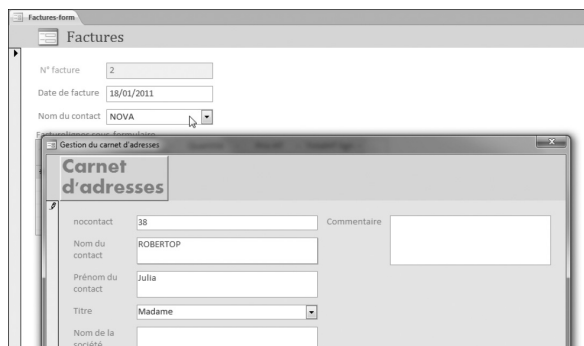 Factures-form
Factures
N° facture 2
Date de facture 18/01/2011
Nom du contact NOVA
Gestion du carnet d'adresses
Carnet
d'adresses
nocontact 38 Commentaire
Nom du ROBERTOP
contact
Prénom du Julia
contact
Titre Madame
Nom de la
société